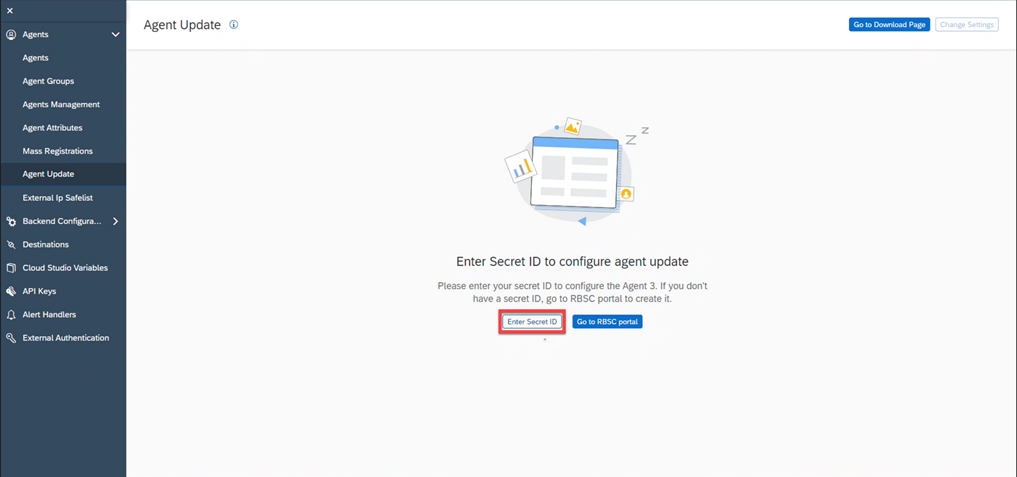 Agent Update
Go to Download Page
Change Settings
Agents
Agents
Agent Groups
Agents Management
Agent Attributes
Mass Registrations
Agent Update
External Ip Safelist
Backend Configura...
Destinations
Cloud Studio Variables
API Keys
Alert Handlers
External Authentication
Z
Z
Enter Secret ID to configure agent update
Please enter your secret ID to configure the Agent 3. If you don't
have a secret ID, go to RBSC portal to create it.
Enter Secret ID
Go to RBSC portal